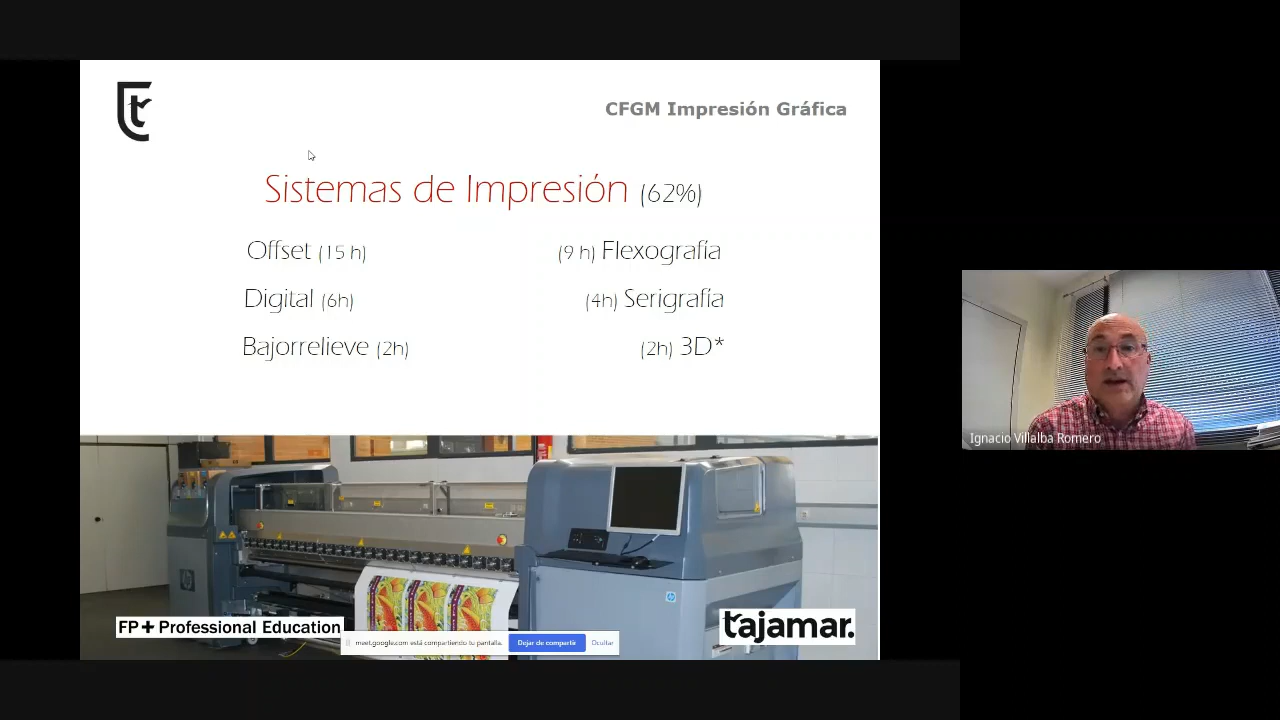 CFGM Impresión Gráfica
Sistemas de Impresión (62%)
Offset (15 h)
(9 h) Flexografía
Digital (6h)
(4h) Serigrafía
Bajorrelieve (2h)
(2h) 3D*
Ignacio Villalba Romero
FP+ Professional Education
tajamar.
meet.google.com está compartiendo tu pantalla.
Dejar de compartir
Ocultar